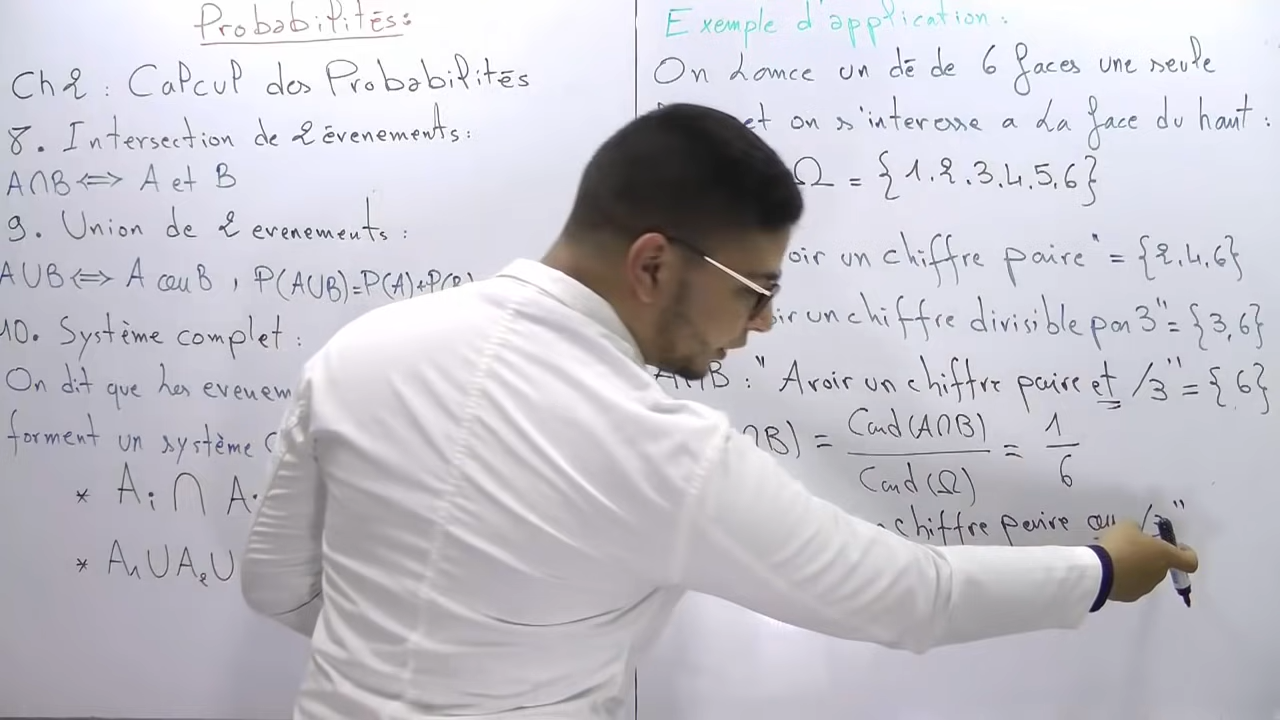 Probabilités:
Ch 2 : Calcul des Probabilités
8. Intersection de 2 évenements:
A∩B ⟺ A et B
9. Union de 2 evenements :
A∪B ⟺ A ou B , P(A∪B)=P(A)+P(B)
10. Système complet :
On dit que les evenem
forment un système
* Ai ∩ A
* A1 ∪ A2 ∪
Exemple d'application :
On Lance un dé de 6 faces une seule
et on s'interesse a La face du haut :
Ω = {1.2.3.4.5.6}
oir un chiffre paire" = {2.4.6}
ir un chiffre divisible par 3" = {3,6}
A∩B : "Avoir un chiffre paire et /3" = {6}
∩B) = Card(A∩B) / Card(Ω) = 1/6
chiffre paire ou /3"